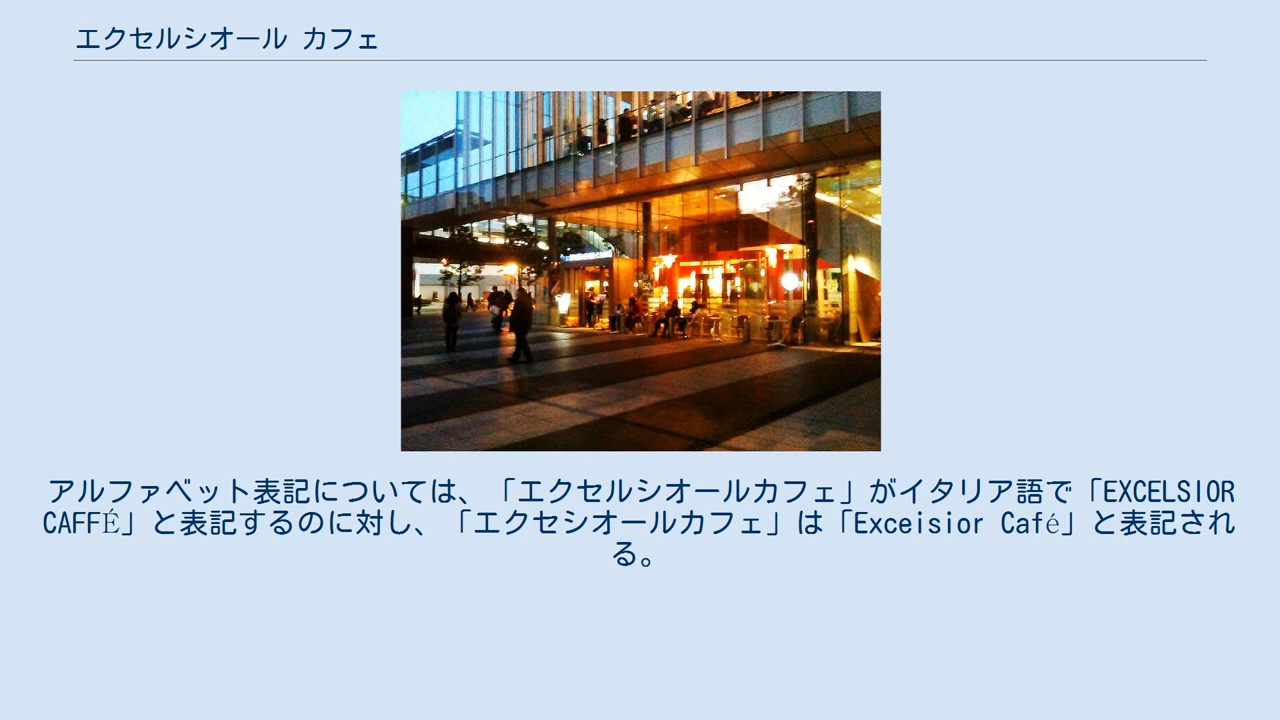 エクセルシオール カフェ
アルファベット表記については、「エクセルシオールカフェ」がイタリア語で「EXCELSIOR
CAFFÉ」と表記するのに対し、「エクセシオールカフェ」は「Exceisior Café」と表記され
る。